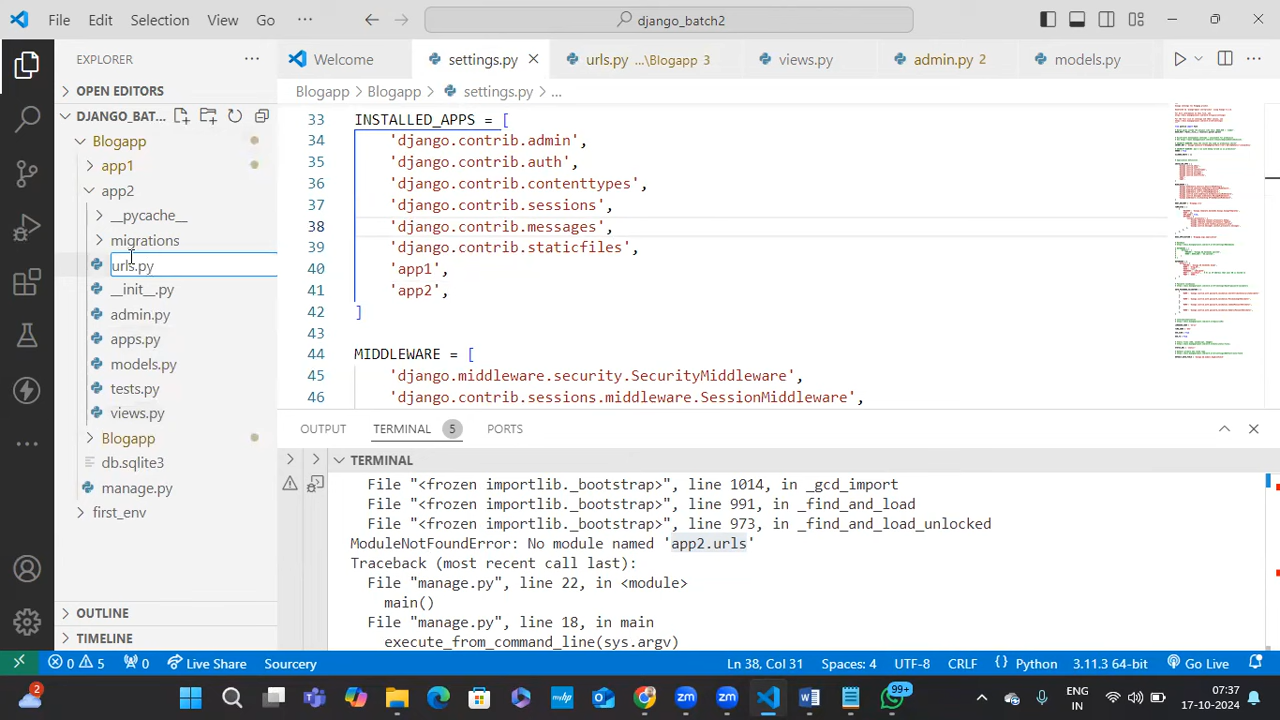 File Edit Selection View Go ··· django_batch2
EXPLORER ···
OPEN EDITORS
DJANGO_BAT...
Blogapp
app1
app2
__pycache__
migrations
urls.py
__init__.py
admin.py
apps.py
models.py
tests.py
views.py
Blogapp
db.sqlite3
manage.py
first_env
OUTLINE
TIMELINE
Welcome settings.py urls.py ...\Blogapp 3 views.py admin.py 2 models.py
Blogapp > Blogapp > settings.py > ...
33 INSTALLED_APPS = [
34 'django.contrib.admin',
35 'django.contrib.auth',
36 'django.contrib.contenttypes',
37 'django.contrib.sessions',
38 'django.contrib.messages',
39 'django.contrib.staticfiles'
40 'app1',
41 'app2',
42 ]
43
44 MIDDLEWARE = [
45 'django.middleware.security.SecurityMiddleware',
46 'django.contrib.sessions.middleware.SessionMiddleware',
OUTPUT TERMINAL 5 PORTS
TERMINAL
File "<frozen importlib._bootstrap>", line 1014, in _gcd_import
File "<frozen importlib._bootstrap>", line 991, in _find_and_load
File "<frozen importlib._bootstrap>", line 973, in _find_and_load_unlocked
ModuleNotFoundError: No module named 'app2.urls'
Traceback (most recent call last):
File "manage.py", line 22, in <module>
main()
File "manage.py", line 18, in main
execute_from_command_line(sys.argv)
0 5 0 Live Share Sourcery Ln 38, Col 31 Spaces: 4 UTF-8 CRLF { } Python 3.11.3 64-bit Go Live
2 myhp zm zm 99+ ENG IN 07:37 17-10-2024